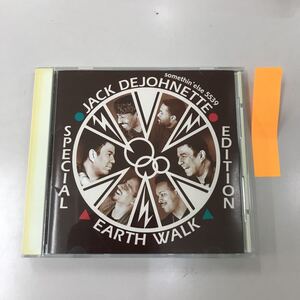 somethin' else 5539
JACK DEJOHNETTE
SPECIAL
EDITION
EARTH WALK